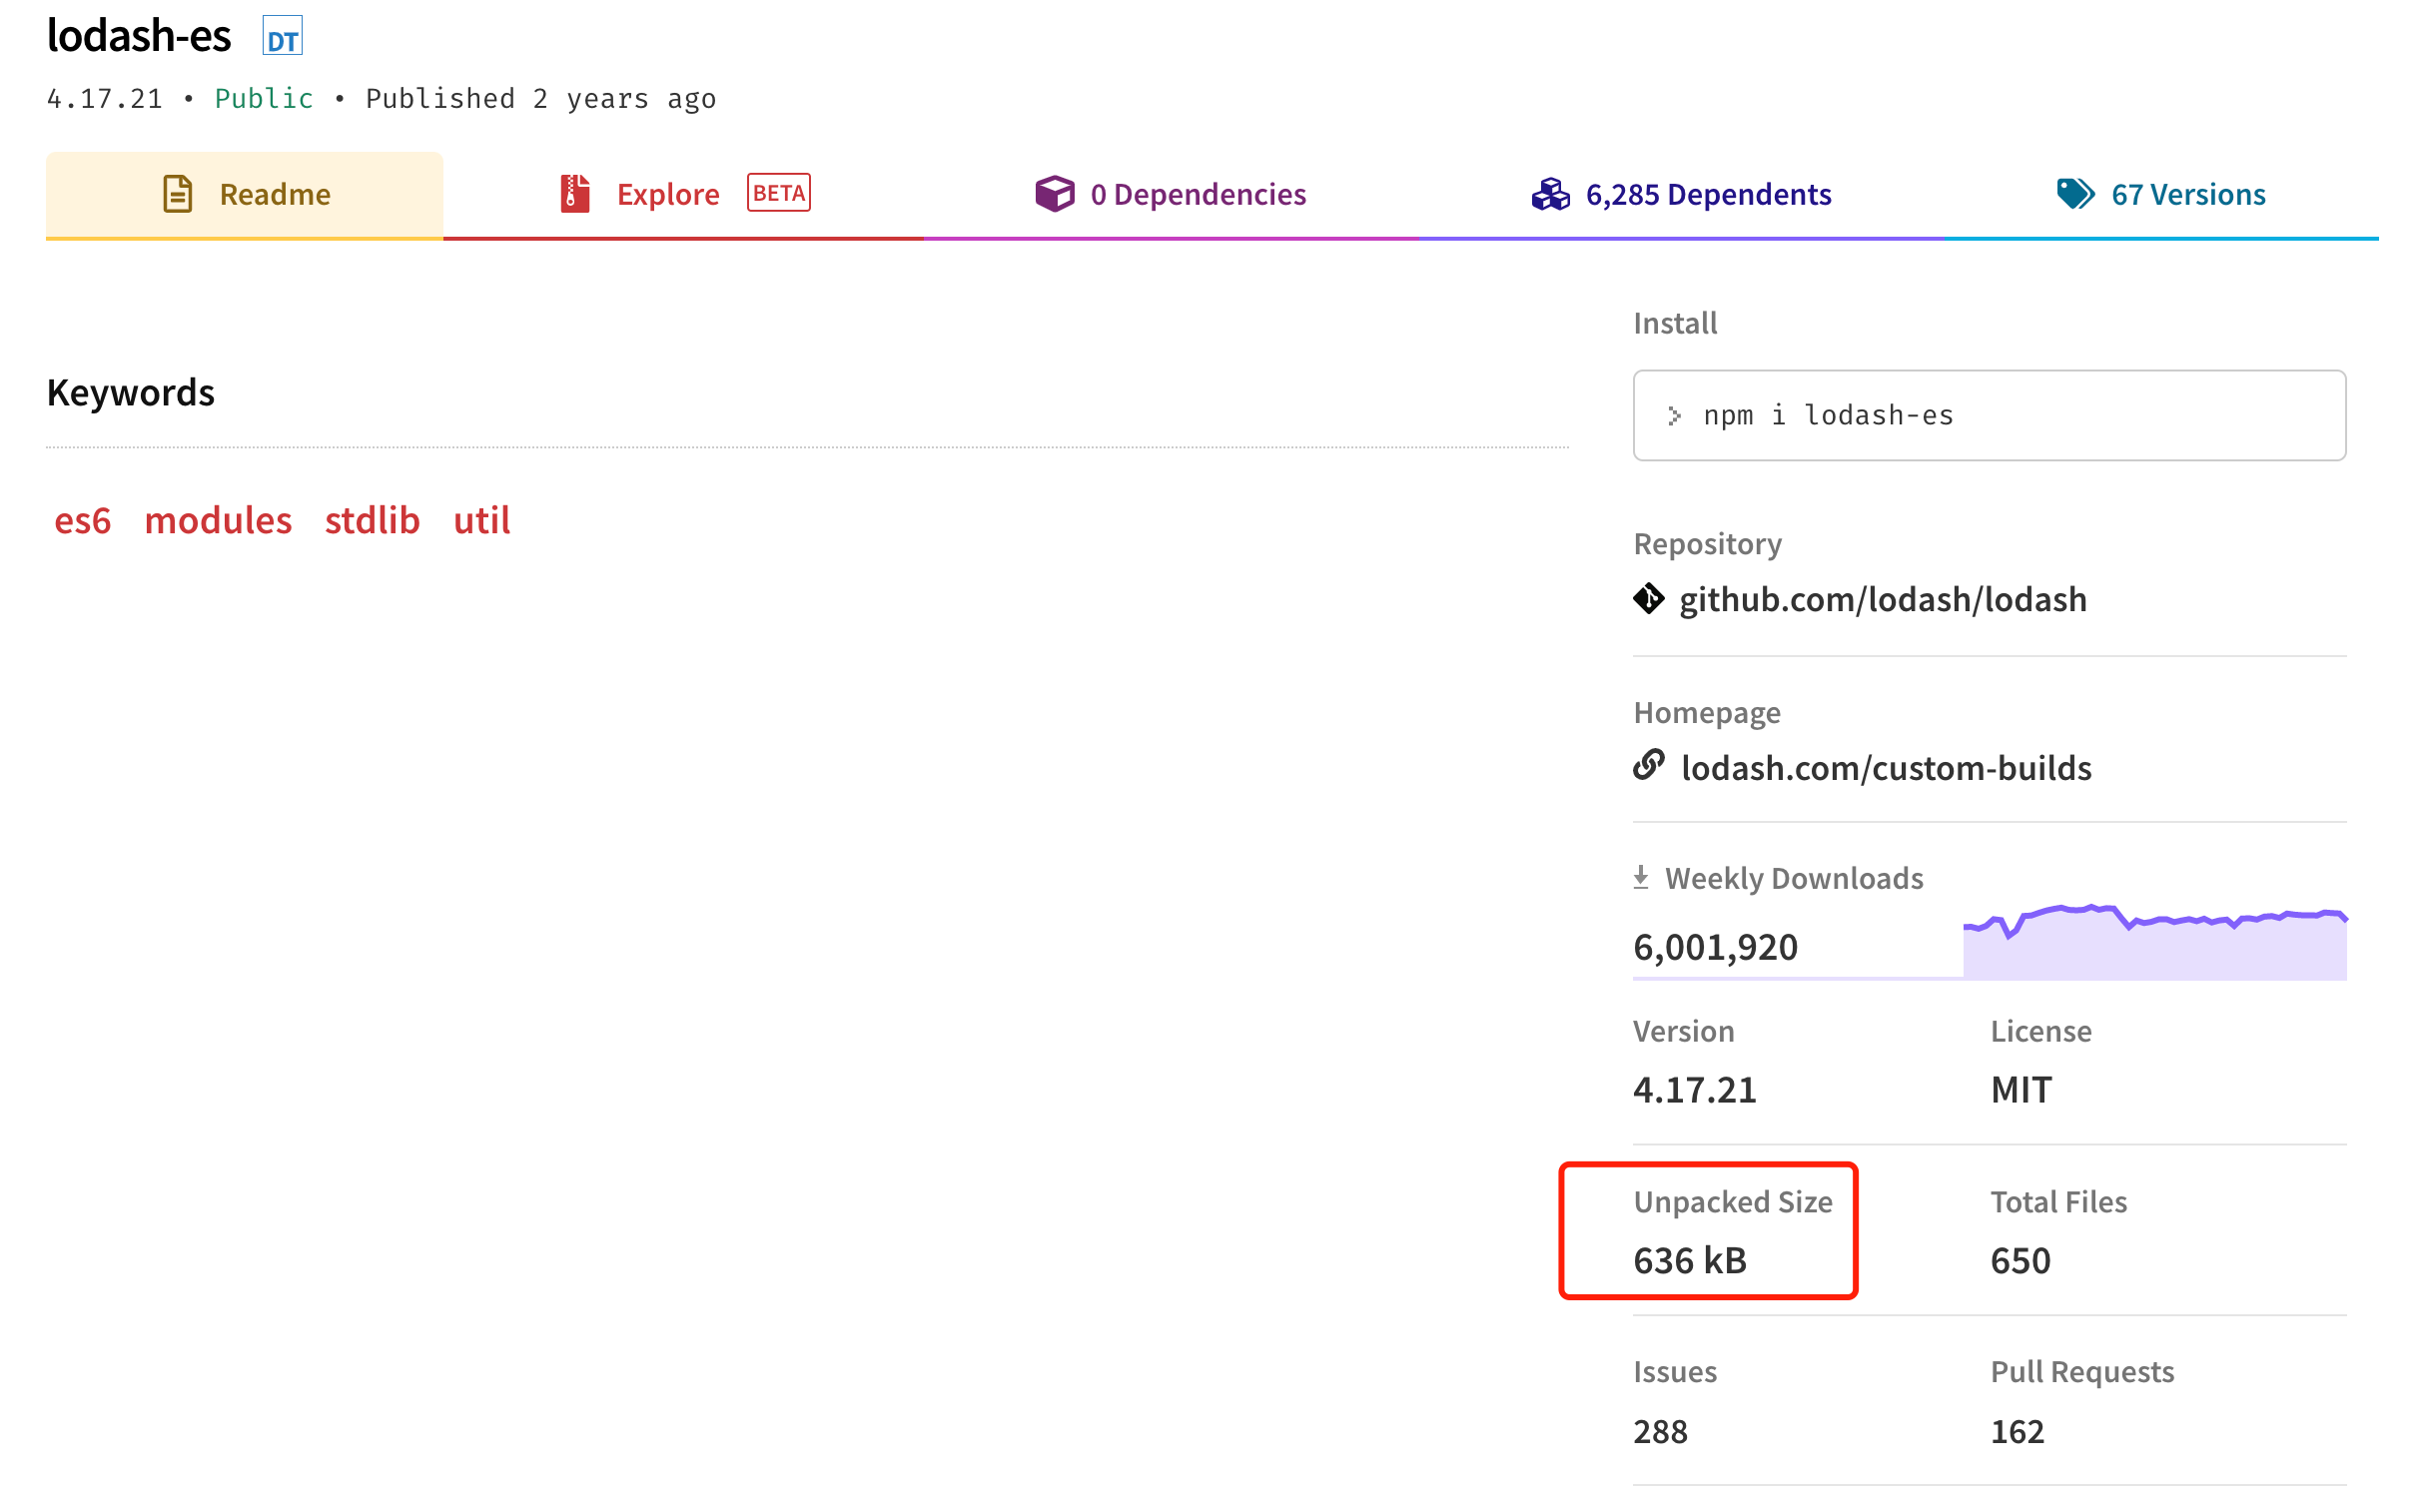 lodash-es DT
4.17.21 • Public • Published 2 years ago
Readme
Explore BETA
0 Dependencies
6,285 Dependents
67 Versions
Keywords
es6 modules stdlib util
Install
> npm i lodash-es
Repository
github.com/lodash/lodash
Homepage
lodash.com/custom-builds
Weekly Downloads
6,001,920
Version
4.17.21
License
MIT
Unpacked Size
636 kB
Total Files
650
Issues
288
Pull Requests
162